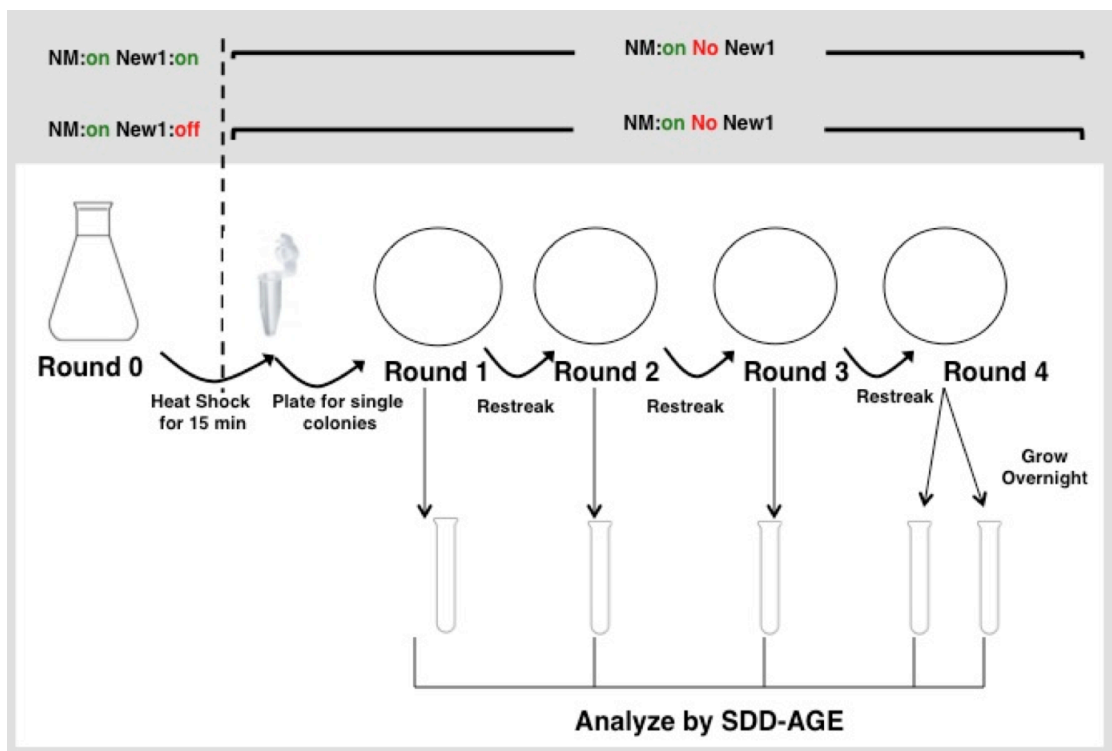 NM:on New1:on
NM:on No New1
NM:on New1:off
NM:on No New1
Round 0
Heat Shock
for 15 min
Plate for single
colonies
Round 1
Restreak
Round 2
Restreak
Round 3
Restreak
Round 4
Grow
Overnight
Analyze by SDD-AGE